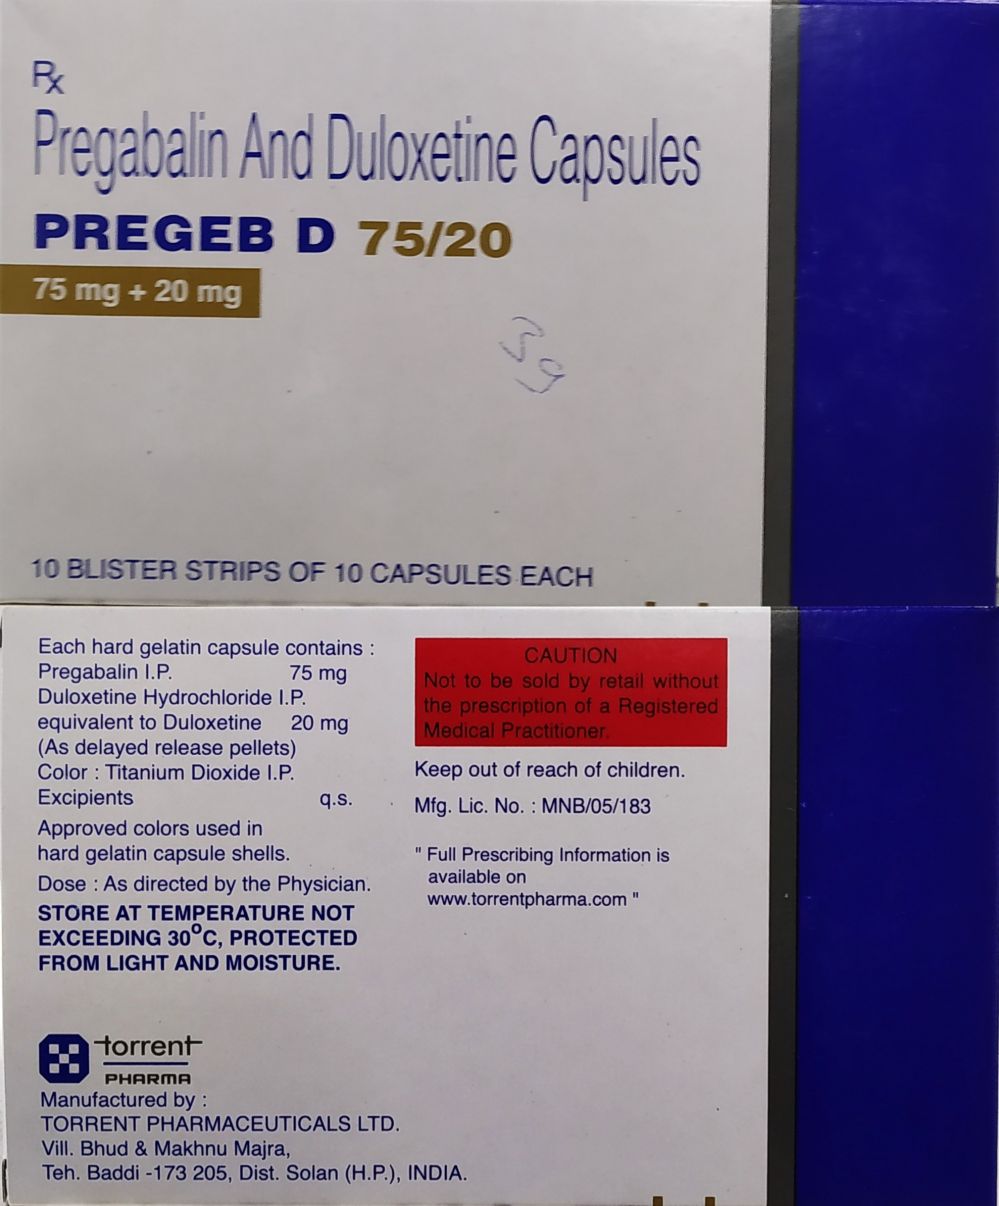 Rx
Pregabalin And Duloxetine Capsules
PREGEB D 75/20
75 mg + 20 mg
39
10 BLISTER STRIPS OF 10 CAPSULES EACH
Each hard gelatin capsule contains :
Pregabalin I.P. 75 mg
Duloxetine Hydrochloride I.P.
equivalent to Duloxetine 20 mg
(As delayed release pellets)
Color : Titanium Dioxide I.P.
Excipients q.s.
Approved colors used in
hard gelatin capsule shells.
Dose : As directed by the Physician.
STORE AT TEMPERATURE NOT
EXCEEDING 30°C, PROTECTED
FROM LIGHT AND MOISTURE.
CAUTION
Not to be sold by retail without
the prescription of a Registered
Medical Practitioner.
Keep out of reach of children.
Mfg. Lic. No. : MNB/05/183
" Full Prescribing Information is
available on
www.torrentpharma.com "
torrent
PHARMA
Manufactured by :
TORRENT PHARMACEUTICALS LTD.
Vill. Bhud & Makhnu Majra,
Teh. Baddi -173 205, Dist. Solan (H.P.), INDIA.